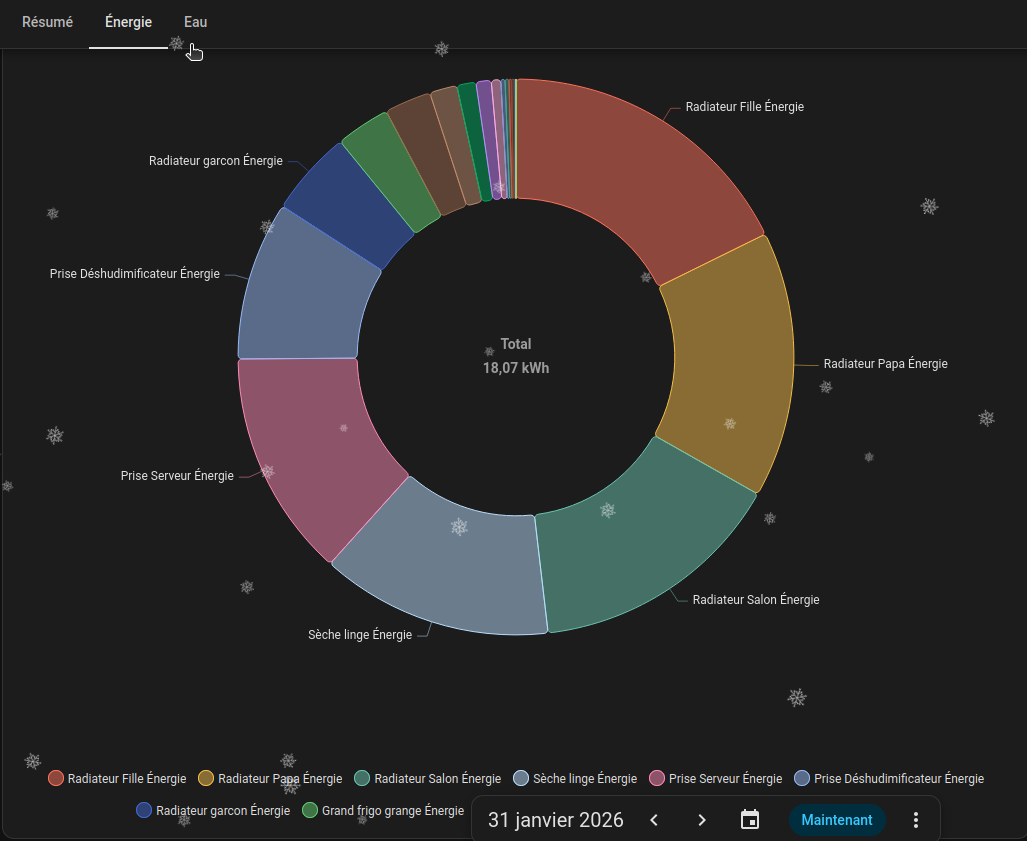 Résumé Énergie Eau
Radiateur Fille Énergie
Radiateur garcon Énergie
Prise Déshudimificateur Énergie
Total
18,07 kWh
Radiateur Papa Énergie
Prise Serveur Énergie
Radiateur Salon Énergie
Sèche linge Énergie
Radiateur Fille Énergie Radiateur Papa Énergie Radiateur Salon Énergie Sèche linge Énergie Prise Serveur Énergie Prise Déshudimificateur Énergie
Radiateur garcon Énergie Grand frigo grange Énergie
31 janvier 2026 Maintenant